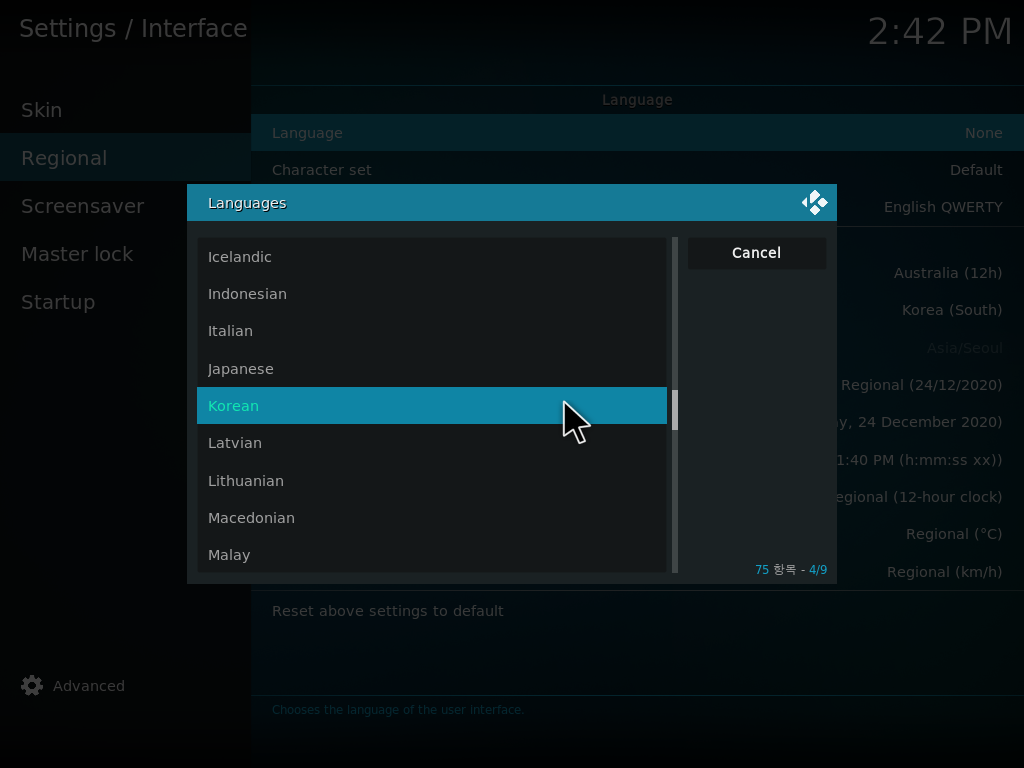 Settings / Interface
2:42 PM
Skin
Regional
Screensaver
Master lock
Startup
Advanced
Language
Language None
Character set Default
English QWERTY
Australia (12h)
Korea (South)
Asia/Seoul
Regional (24/12/2020)
24 December 2020)
1:40 PM (h:mm:ss xx))
(12-hour clock)
Regional (°C)
Regional (km/h)
Reset above settings to default
Chooses the language of the user interface.
Languages
Icelandic
Indonesian
Italian
Japanese
Korean
Latvian
Lithuanian
Macedonian
Malay
Cancel
75 항목 - 4/9